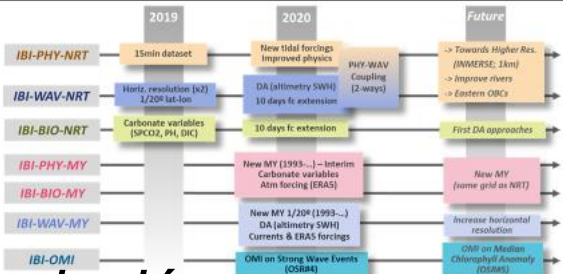 2019
2020
Future
IBI-PHY-NRT
15min dataset
New tidal forcings
Improved physics
PHY-WAV
Coupling
(2-ways)
-> Towards Higher Res.
(INMERSE; 1km)
-> Improve rivers
-> Eastern OBCs
IBI-WAV-NRT
Horiz. resolution (x2)
1/20º lat-lon
DA (altimetry SWH)
10 days fc extension
IBI-BIO-NRT
Carbonate variables
(SPCO2, PH, DIC)
10 days fc extension
First DA approaches
IBI-PHY-MY
New MY (1993-...) – Interim
Carbonate variables
Atm forcing (ERA5)
New MY
(same grid as NRT)
IBI-BIO-MY
IBI-WAV-MY
New MY 1/20º (1993-...)
DA (altimetry SWH)
Currents & ERA5 forcings
Increase horizontal
resolution
IBI-OMI
OMI on Strong Wave Events
(OSR#4)
OMI on Median
Chlorophyll Anomaly
(OSR#5)